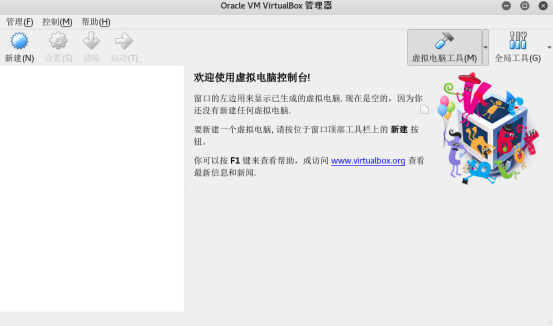 Oracle VM VirtualBox 管理器
管理(F) 控制(M) 帮助(H)
新建(N) 设置(S) 清除 启动(T) 虚拟电脑工具(M) 全局工具(G)
欢迎使用虚拟电脑控制台!
窗口的左边用来显示已生成的虚拟电脑. 现在是空的, 因为你
还没有新建任何虚拟电脑.
要新建一个虚拟电脑, 请按位于窗口顶部工具栏上的 新建 按
钮。
你可以按 F1 键来查看帮助，或访问 www.virtualbox.org 查看
最新信息和新闻.